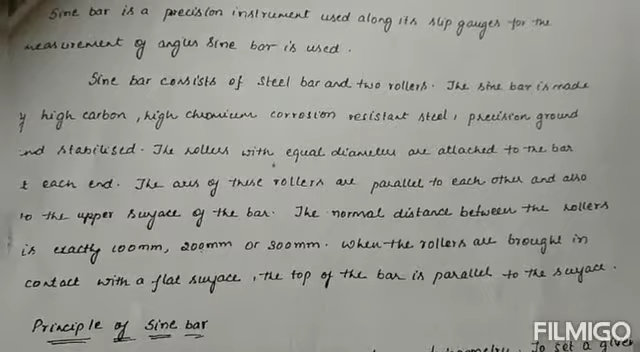 Sine bar is a precision instrument used along its slip gauges for the
measurement of angles Sine bar is used.
Sine bar consists of steel bar and two rollers. The sine bar is made
of high carbon, high chromium corrosion resistant steel, precision ground
and stabilised. The rollers with equal diameter are attached to the bar
t each end. The axis of these rollers are parallel to each other and also
to the upper surface of the bar. The normal distance between the rollers
is exactly 100mm, 200mm or 300mm. When the rollers are brought in
contact with a flat surface, the top of the bar is parallel to the surface.
Principle of Sine bar
To set a given
FILMIGO